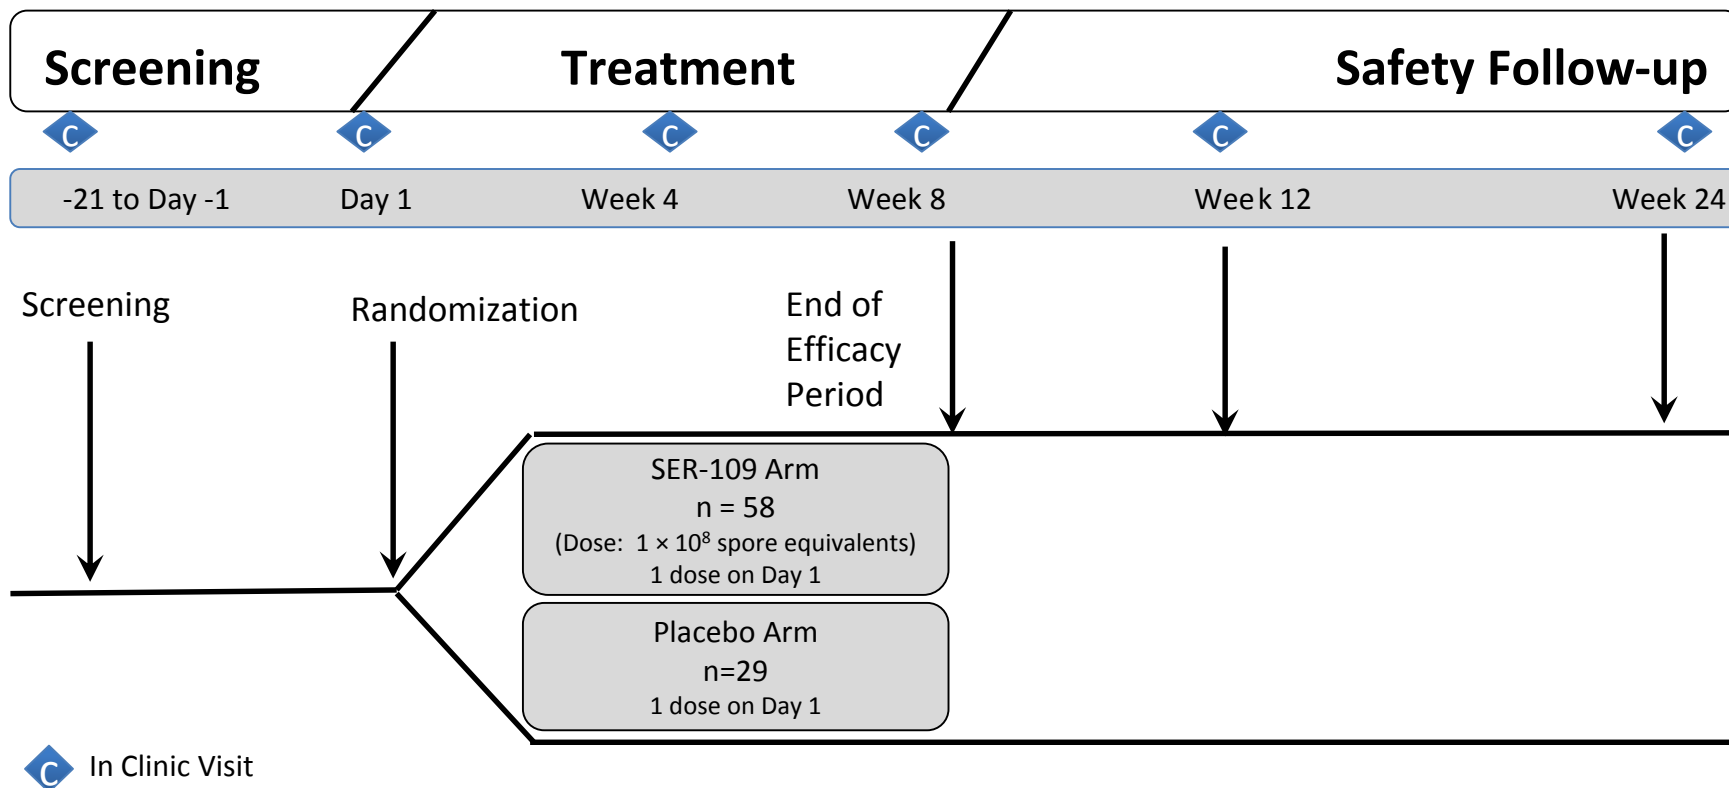 Screening Treatment Safety Follow-up
C C C C C C
-21 to Day -1 Day 1 Week 4 Week 8 Week 12 Week 24
Screening
Randomization
End of
Efficacy
Period
SER-109 Arm
n = 58
(Dose: 1 × 10⁸ spore equivalents)
1 dose on Day 1
Placebo Arm
n=29
1 dose on Day 1
C In Clinic Visit